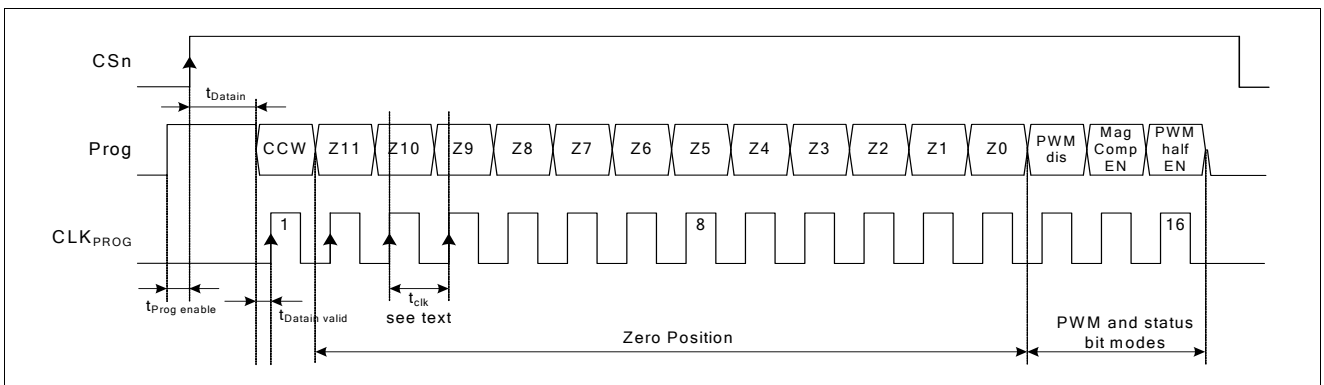 CSn
tDatain
Prog
CCW Z11 Z10 Z9 Z8 Z7 Z6 Z5 Z4 Z3 Z2 Z1 Z0
PWM
dis
Mag
Comp
EN
PWM
half
EN
CLKPROG
1 8 16
tProg enable
tDatain valid
tclk
see text
Zero Position
PWM and status
bit modes